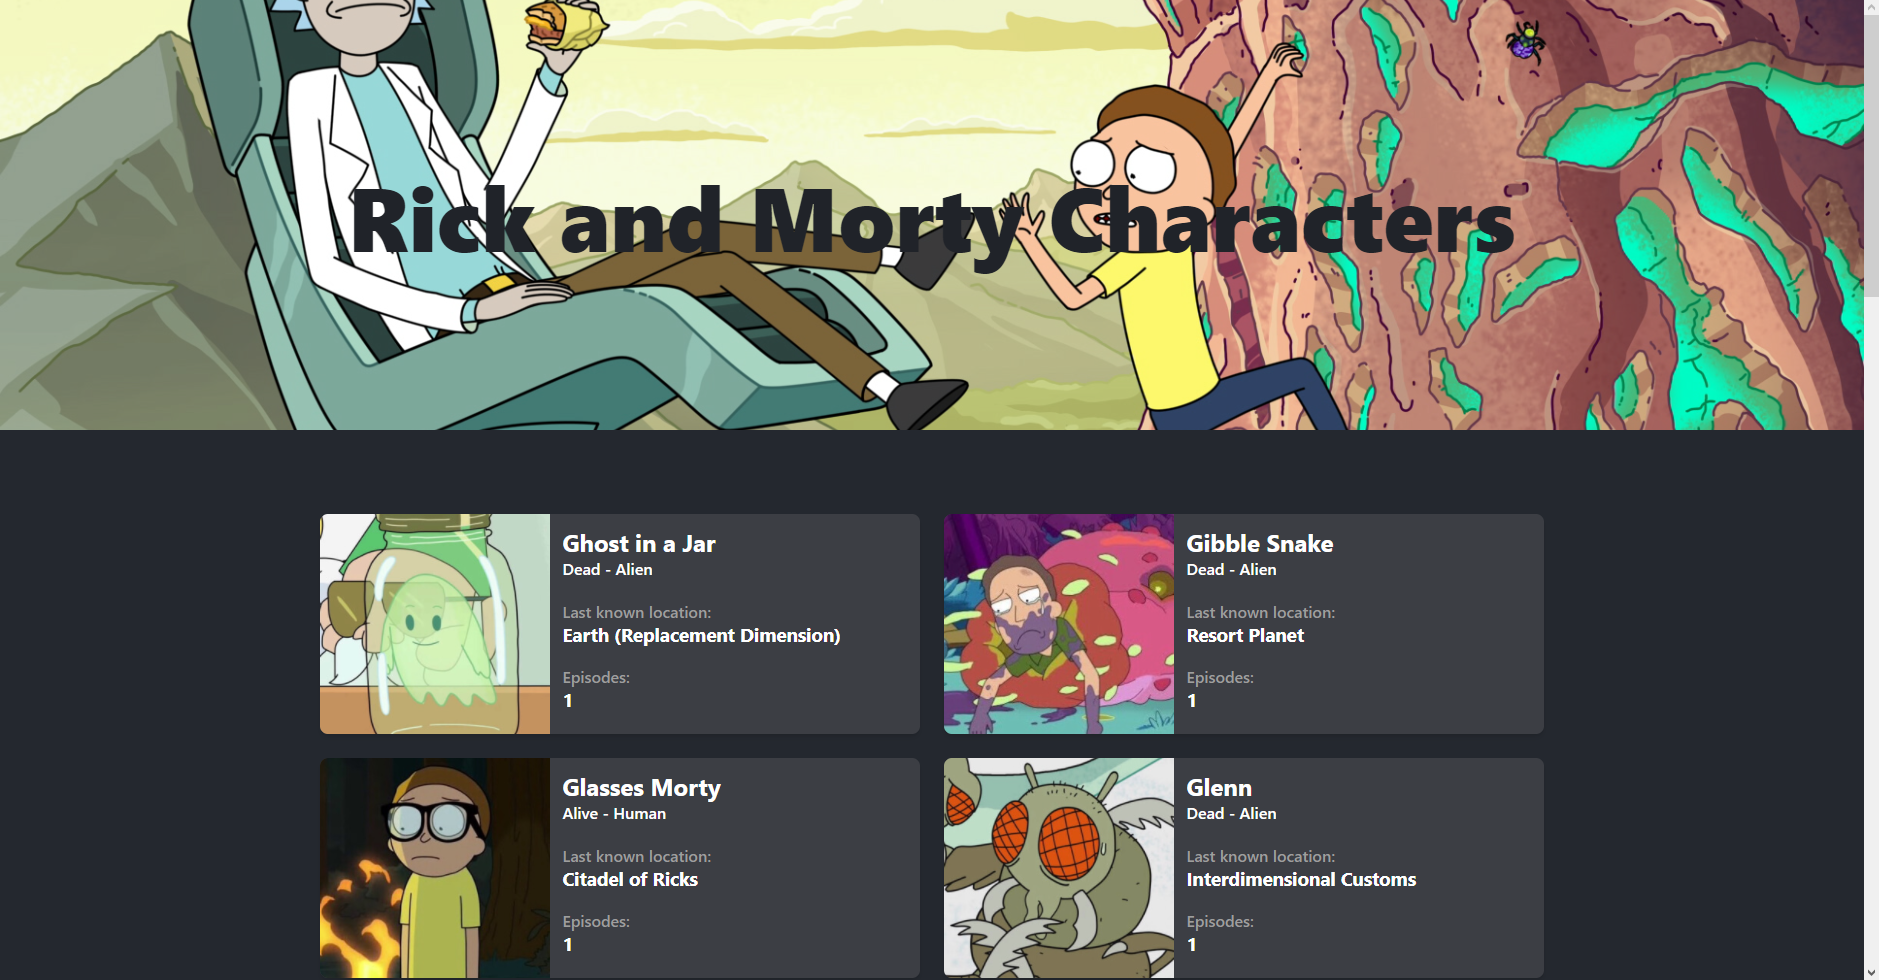 Rick and Morty Characters
Ghost in a Jar
Dead - Alien
Last known location:
Earth (Replacement Dimension)
Episodes:
1
Gibble Snake
Dead - Alien
Last known location:
Resort Planet
Episodes:
1
Glasses Morty
Alive - Human
Last known location:
Citadel of Ricks
Episodes:
1
Glenn
Dead - Alien
Last known location:
Interdimensional Customs
Episodes:
1